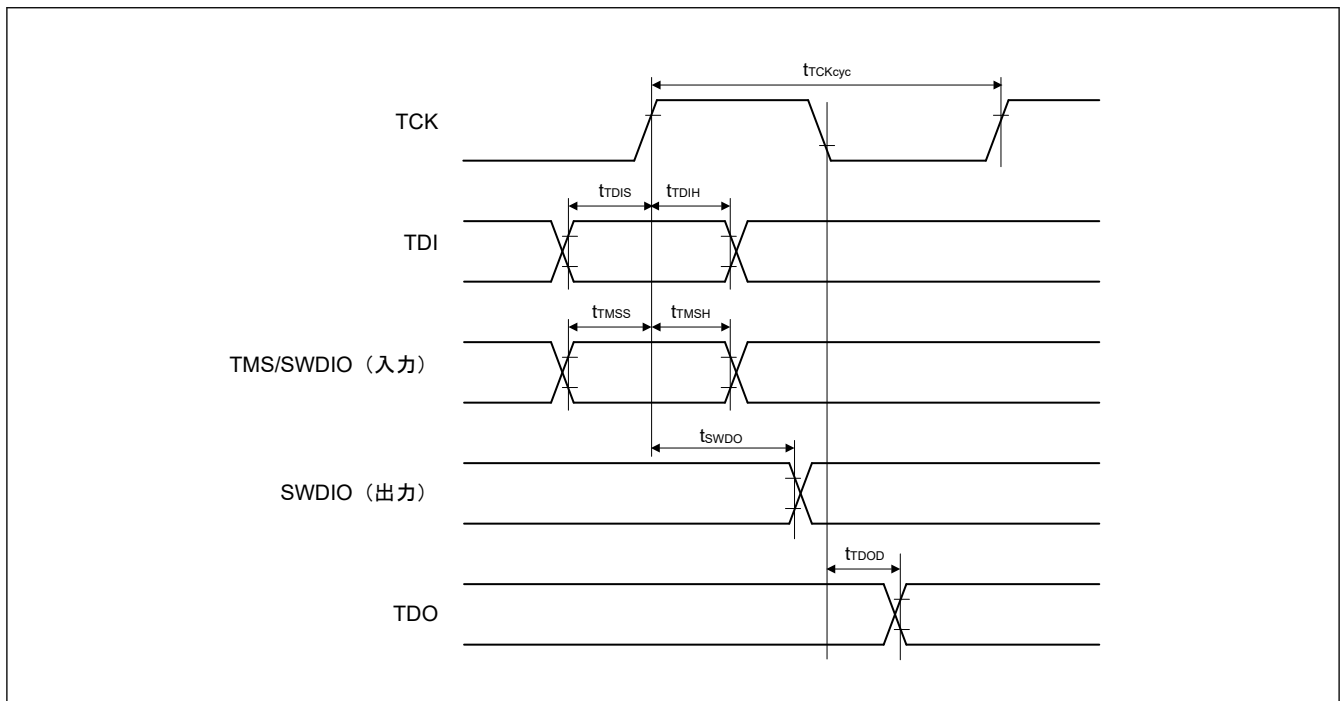 tTCKcyc
TCK
tTDIS tTDIH
TDI
tTMSS tTMSH
TMS/SWDIO（入力）
tSWDO
SWDIO（出力）
tTDOD
TDO